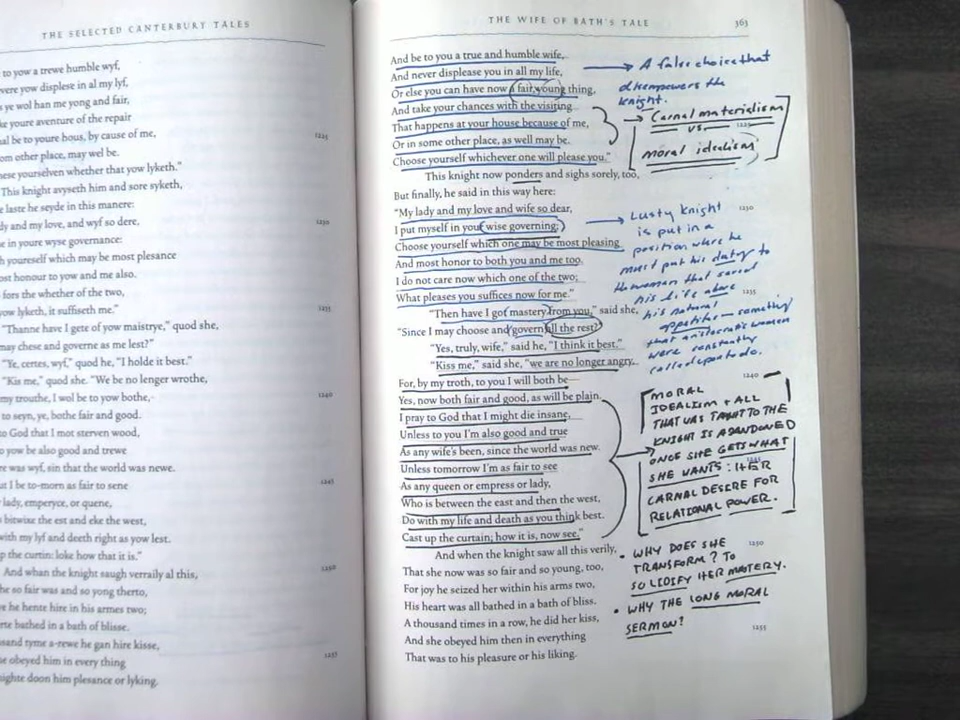 THE SELECTED CANTERBURY TALES
to yow a trewe humble wyf,
vere yow displese in al my lyf,
s ye wol han me yong and fair,
ke youre aventure of the repair
nal be to youre hous, by cause of me, 1225
om other place, may wel be.
hese yourselven whether that yow lyketh."
This knight avyseth him and sore syketh,
e laste he seyde in this manere:
dy and my love, and wyf so dere, 1230
e in youre wyse governance:
h youreself which may be most plesance
ost honour to yow and me also.
fors the whether of the two,
ow lyketh, it suffiseth me." 1235
"Thanne have I gete of yow maistrye," quod she,
may chese and governe as me lest?"
"Ye, certes, wyf," quod he, "I holde it best."
"Kis me," quod she. "We be no lenger wrothe,
my trouthe, I wol be to yow bothe,- 1240
to seyn, ye, bothe fair and good.
to God that I mot sterven wood,
o yow be also good and trewe
re was wyf, sin that the world was newe.
ut I be to-morn as fair to sene 1245
lady, emperyce, or quene,
s bitwixe the est and eke the west,
with my lyf and deeth right as yow lest.
p the curtin: loke how that it is."
And whan the knight saugh verraily al this, 1250
he so fair was and so yong therto,
ye he hente hire in his armes two;
rte bathed in a bath of blisse.
usand tyme a-rewe he gan hire kisse,
e obeyed him in every thing 1255
nighte doon him plesance or lyking.
THE WIFE OF BATH'S TALE 363
And be to you a true and humble wife,
And never displease you in all my life,
Or else you can have now a fair, young thing,
And take your chances with the visiting
That happens at your house because of me, 1225
Or in some other place, as well may be.
Choose yourself whichever one will please you."
This knight now ponders and sighs sorely, too,
But finally, he said in this way here:
"My lady and my love and wife so dear, 1230
I put myself in your wise governing;
Choose yourself which one may be most pleasing
And most honor to both you and me too.
I do not care now which one of the two;
What pleases you suffices now for me." 1235
"Then have I got mastery from you," said she,
"Since I may choose and govern all the rest?"
"Yes, truly, wife," said he, "I think it best."
"Kiss me," said she, "we are no longer angry,
For, by my troth, to you I will both be— 1240
Yes, now both fair and good, as will be plain.
I pray to God that I might die insane,
Unless to you I'm also good and true
As any wife's been, since the world was new.
Unless tomorrow I'm as fair to see 1245
As any queen or empress or lady,
Who is between the east and then the west,
Do with my life and death as you think best.
Cast up the curtain; how it is, now see."
And when the knight saw all this verily, 1250
That she now was so fair and so young, too,
For joy he seized her within his arms two,
His heart was all bathed in a bath of bliss.
A thousand times in a row, he did her kiss,
And she obeyed him then in everything 1255
That was to his pleasure or his liking.
A false choice that
disempowers the
knight.
Carnal materialism
vs.
moral idealism
Lusty knight
is put in a
position where he
must put his duty to
the woman that saved
his life above
his natural
appetites — something
that aristocratic women
were constantly
called upon to do.
MORAL
IDEALISM + ALL
THAT WAS TAUGHT TO THE
KNIGHT IS ABANDONED
ONCE SHE GETS WHAT
SHE WANTS: HER
CARNAL DESIRE FOR
RELATIONAL POWER.
• WHY DOES SHE
TRANSFORM? TO
SOLIDIFY HER MATERY.
• WHY THE LONG MORAL
SERMON?